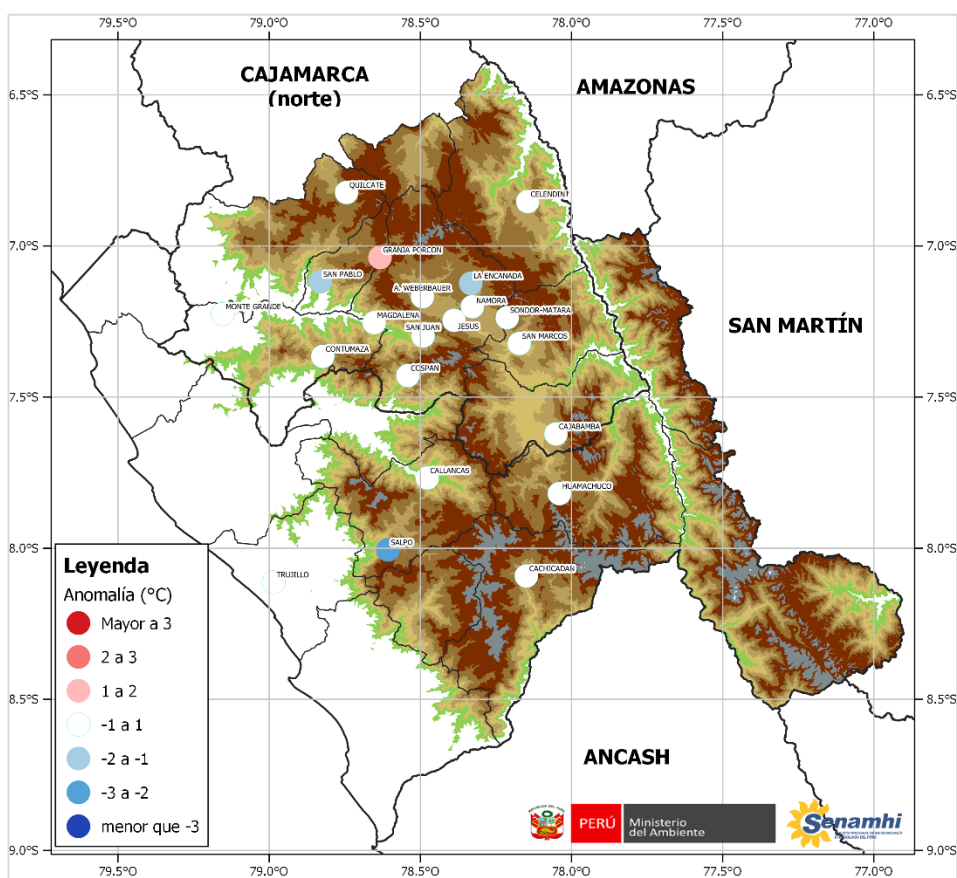 79.5°O 79.0°O 78.5°O 78.0°O 77.5°O 77.0°O
CAJAMARCA
(norte)
AMAZONAS
6.5°S 6.5°S
QUILCATE
CELENDIN
7.0°S 7.0°S
GRANJA PORCON
SAN PABLO
LA ENCANADA
A. WEBERBAUER
NAMORA
MONTE GRANDE
SONDOR-MATARA
MAGDALENA
SAN JUAN
JESUS
SAN MARCOS
SAN MARTÍN
CONTUMAZA
COSPAN
7.5°S 7.5°S
CAJABAMBA
CALLANCAS
HUAMACHUCO
8.0°S 8.0°S
SALPO
TRUJILLO
CACHICADAN
Leyenda
Anomalía (°C)
Mayor a 3
2 a 3
1 a 2
-1 a 1
-2 a -1
-3 a -2
menor que -3
8.5°S 8.5°S
ANCASH
PERÚ
Ministerio
del Ambiente
Senamhi
9.0°S 9.0°S
79.5°O 79.0°O 78.5°O 78.0°O 77.5°O 77.0°O